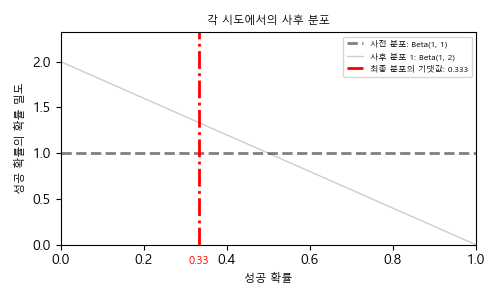 각 시도에서의 사후 분포
사전 분포: Beta(1, 1)
사후 분포 1: Beta(1, 2)
최종 분포의 기댓값: 0.333
성공 확률의 확률 밀도
2.0
1.5
1.0
0.5
0.0
0.0 0.2 0.4 0.6 0.8 1.0
0.33
성공 확률